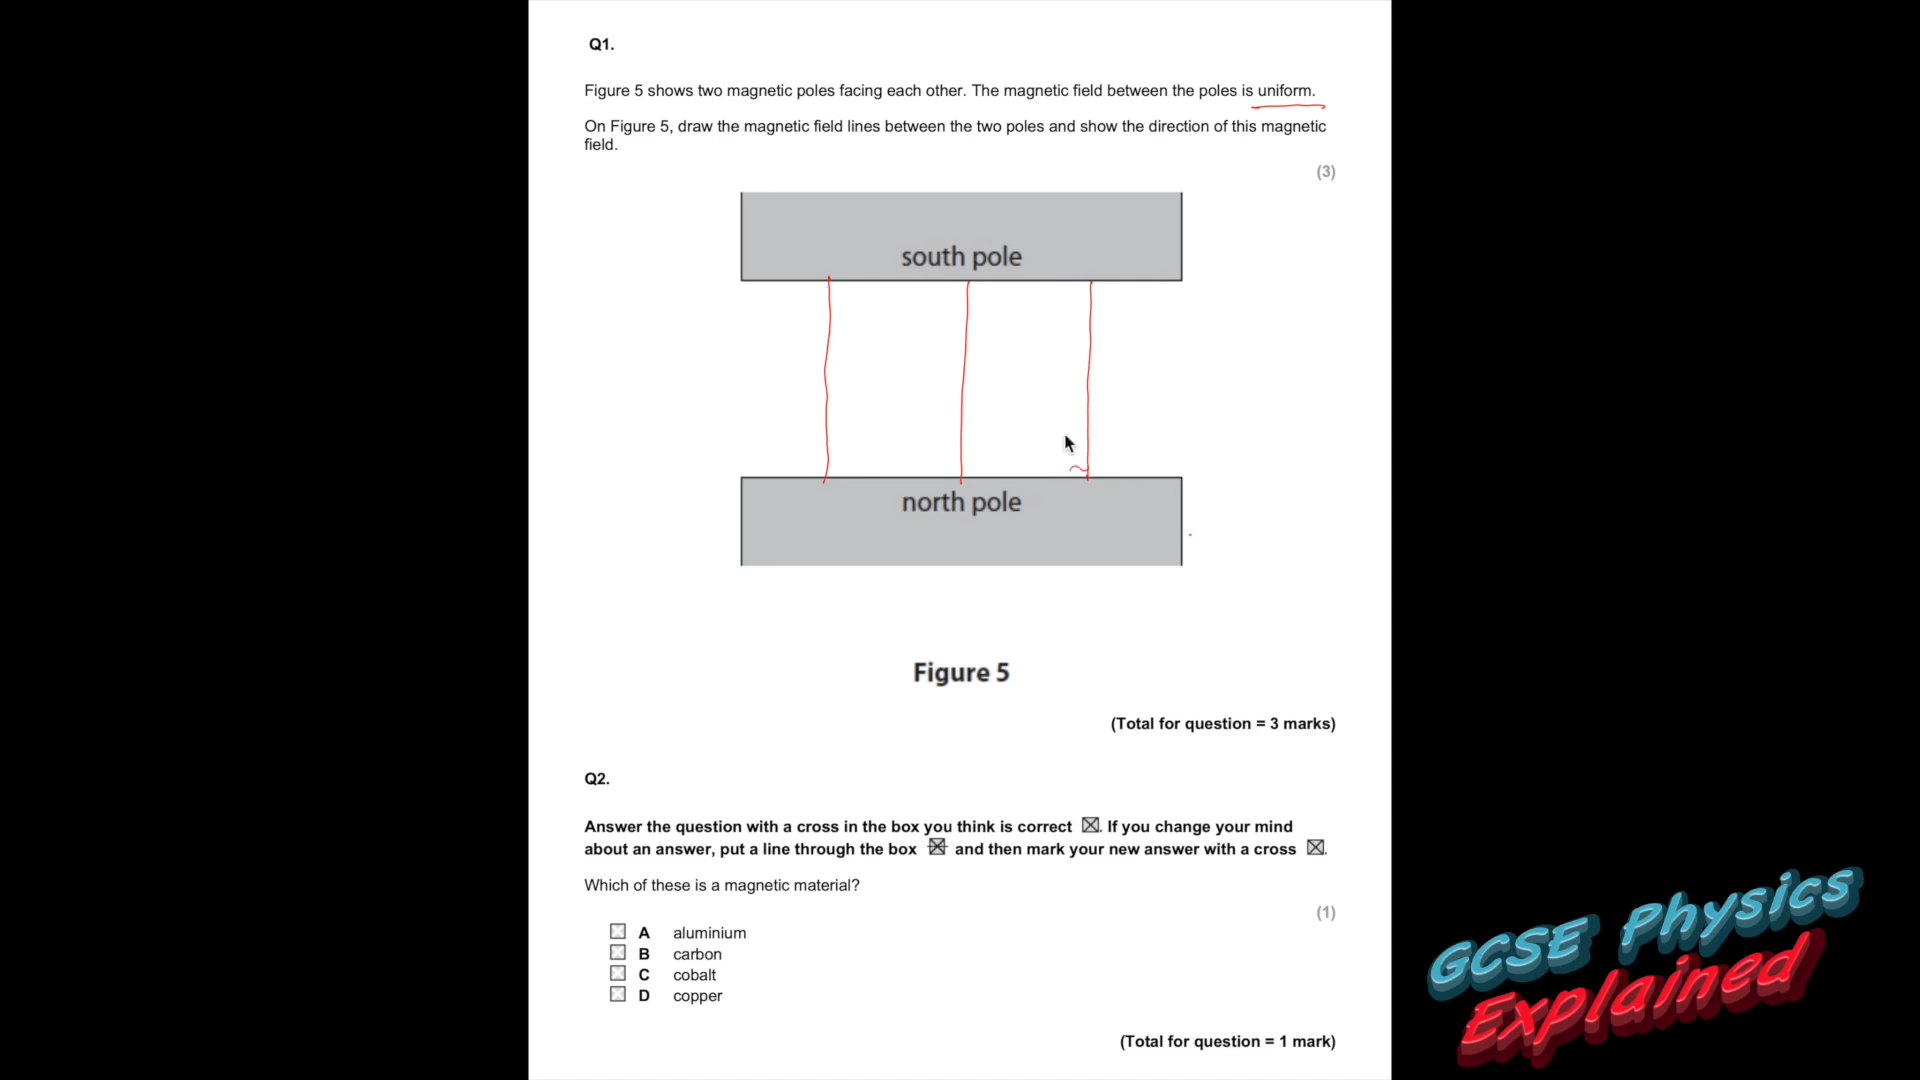 Q1.
Figure 5 shows two magnetic poles facing each other. The magnetic field between the poles is uniform.
On Figure 5, draw the magnetic field lines between the two poles and show the direction of this magnetic
field.
(3)
south pole
north pole
Figure 5
(Total for question = 3 marks)
Q2.
Answer the question with a cross in the box you think is correct ☒. If you change your mind
about an answer, put a line through the box and then mark your new answer with a cross ☒.
Which of these is a magnetic material?
(1)
A aluminium
B carbon
C cobalt
D copper
(Total for question = 1 mark)
GCSE Physics
Explained